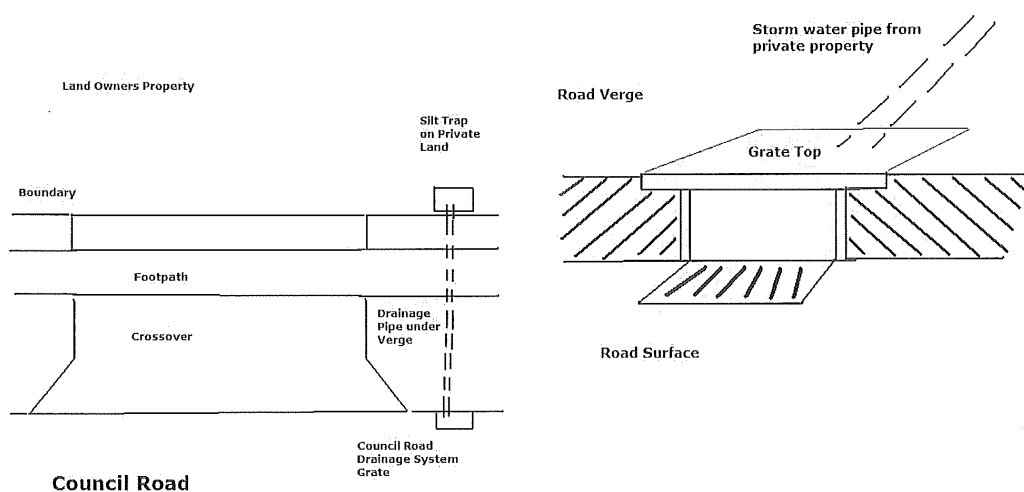 Land Owners Property
Silt Trap
on Private
Land
Boundary
Footpath
Crossover
Drainage
Pipe under
Verge
Council Road
Drainage System
Grate
Council Road
Storm water pipe from
private property
Road Verge
Grate Top
Road Surface